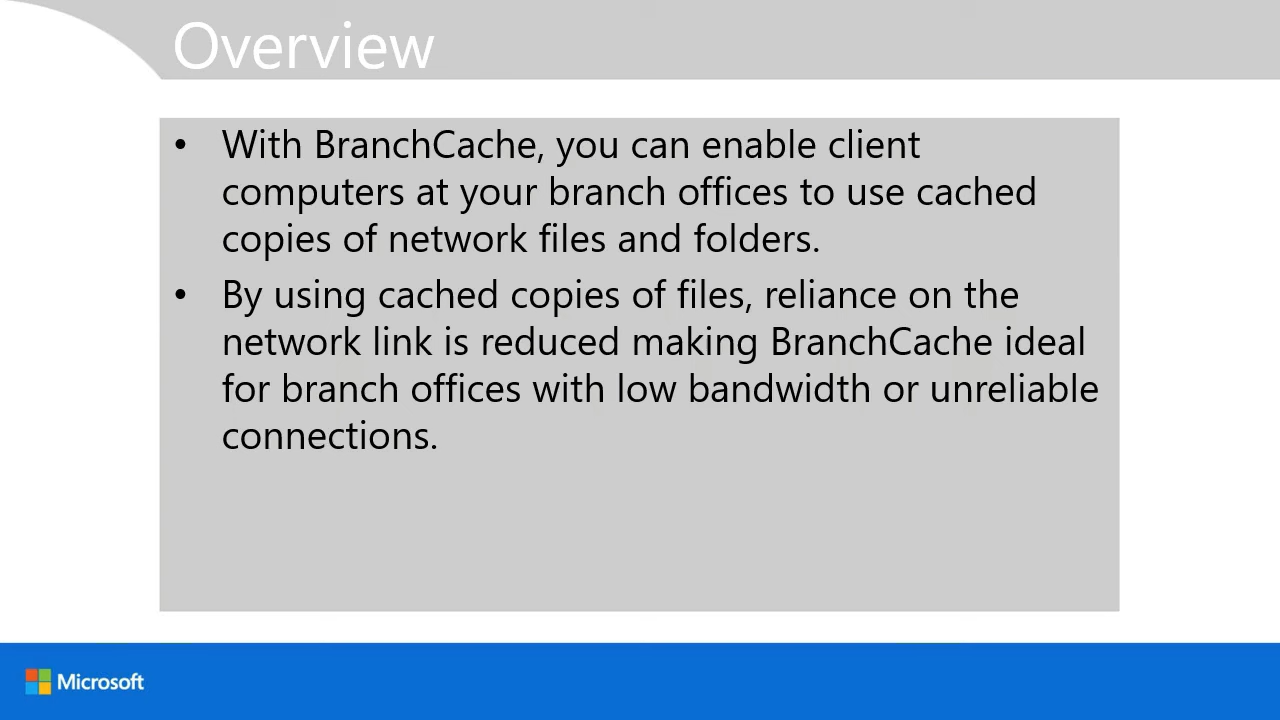 Overview
• With BranchCache, you can enable client
computers at your branch offices to use cached
copies of network files and folders.
• By using cached copies of files, reliance on the
network link is reduced making BranchCache ideal
for branch offices with low bandwidth or unreliable
connections.
Microsoft